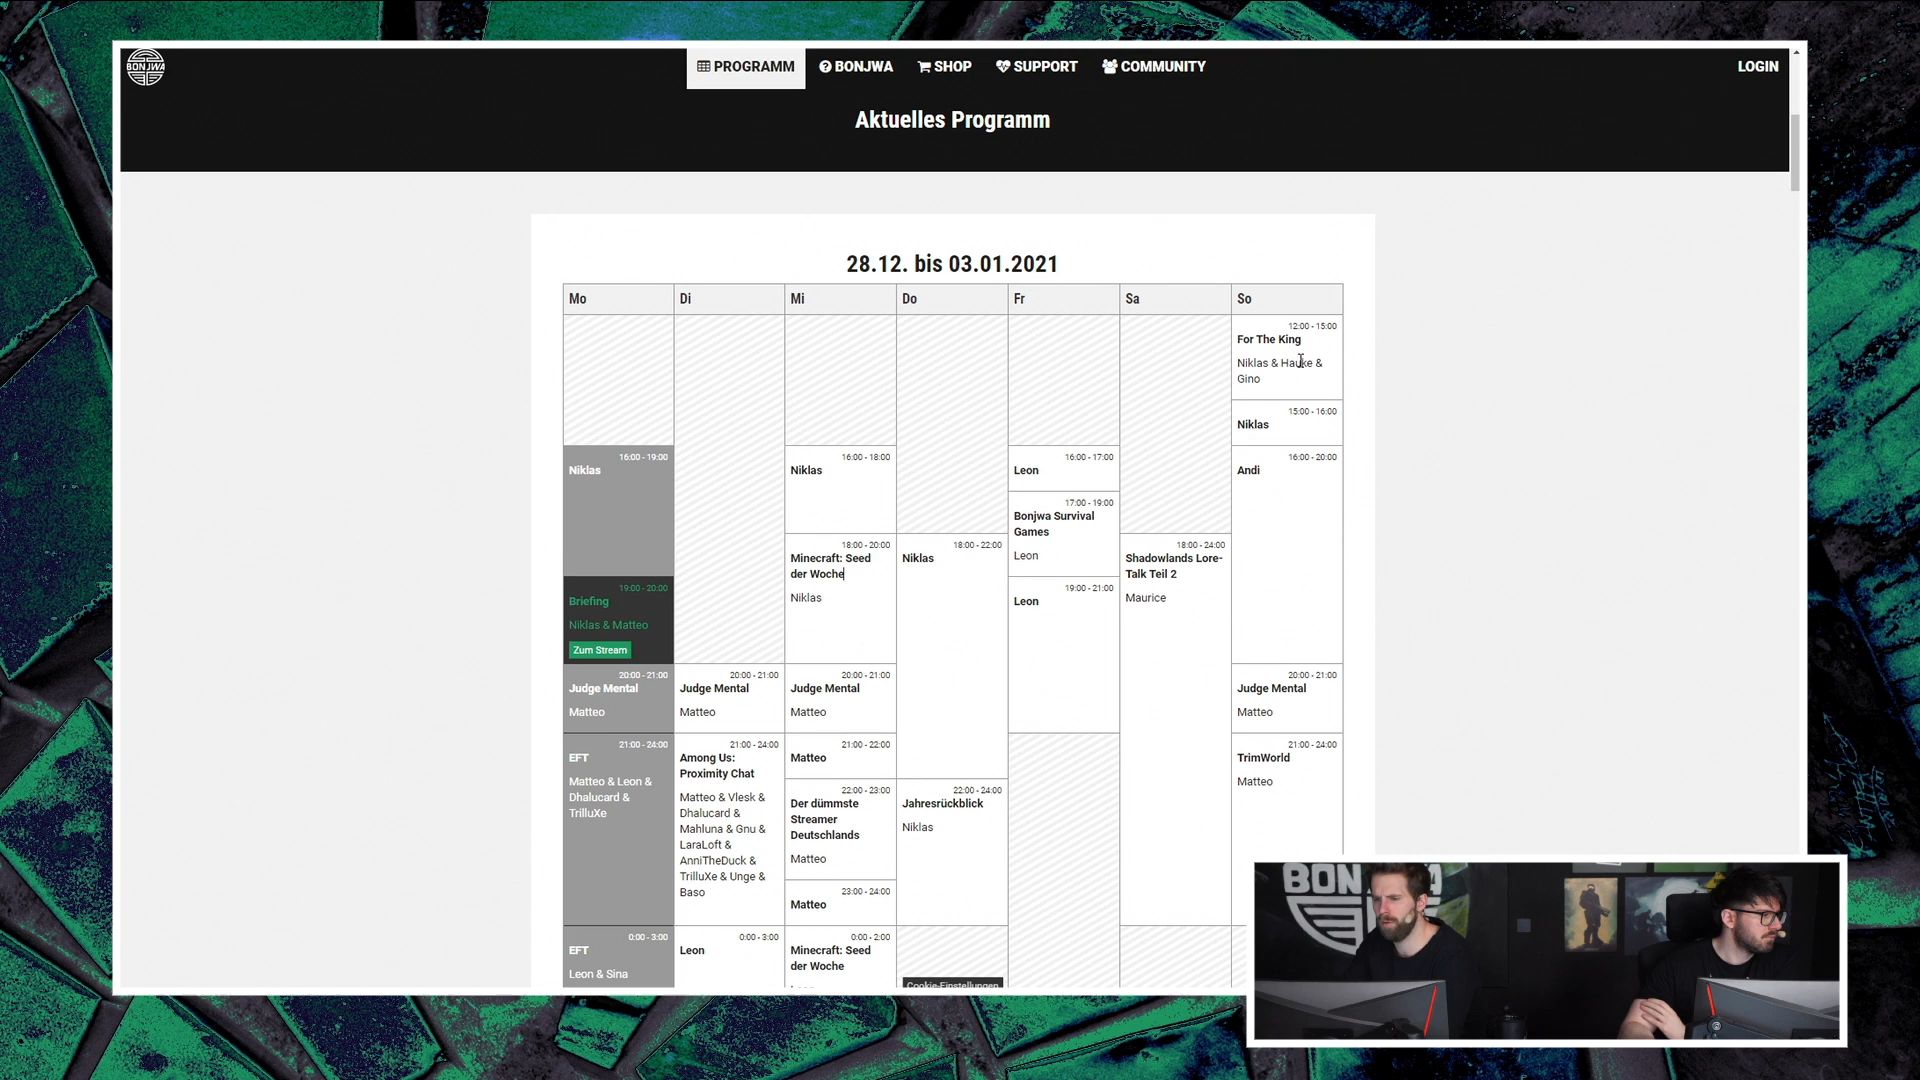 BONJWA
PROGRAMM
BONJWA
SHOP
SUPPORT
COMMUNITY
LOGIN
Aktuelles Programm
28.12. bis 03.01.2021
Mo
Di
Mi
Do
Fr
Sa
So
16:00 - 19:00
Niklas
19:00 - 20:00
Briefing
Niklas & Matteo
Zum Stream
20:00 - 21:00
Judge Mental
Matteo
21:00 - 24:00
EFT
Matteo & Leon &
Dhalucard &
TrilluXe
0:00 - 3:00
EFT
Leon & Sina
20:00 - 21:00
Judge Mental
Matteo
21:00 - 24:00
Among Us:
Proximity Chat
Matteo & Vlesk &
Dhalucard &
Mahluna & Gnu &
LaraLoft &
AnniTheDuck &
TrilluXe & Unge &
Baso
0:00 - 3:00
Leon
16:00 - 18:00
Niklas
18:00 - 20:00
Minecraft: Seed
der Woche
Niklas
20:00 - 21:00
Judge Mental
Matteo
21:00 - 22:00
Matteo
22:00 - 23:00
Der dümmste
Streamer
Deutschlands
Matteo
23:00 - 24:00
Matteo
0:00 - 2:00
Minecraft: Seed
der Woche
18:00 - 22:00
Niklas
22:00 - 24:00
Jahresrückblick
Niklas
Cookie-Einstellungen
16:00 - 17:00
Leon
17:00 - 19:00
Bonjwa Survival
Games
Leon
19:00 - 21:00
Leon
18:00 - 24:00
Shadowlands Lore-
Talk Teil 2
Maurice
12:00 - 15:00
For The King
Niklas & Hauke &
Gino
15:00 - 16:00
Niklas
16:00 - 20:00
Andi
20:00 - 21:00
Judge Mental
Matteo
21:00 - 24:00
TrimWorld
Matteo